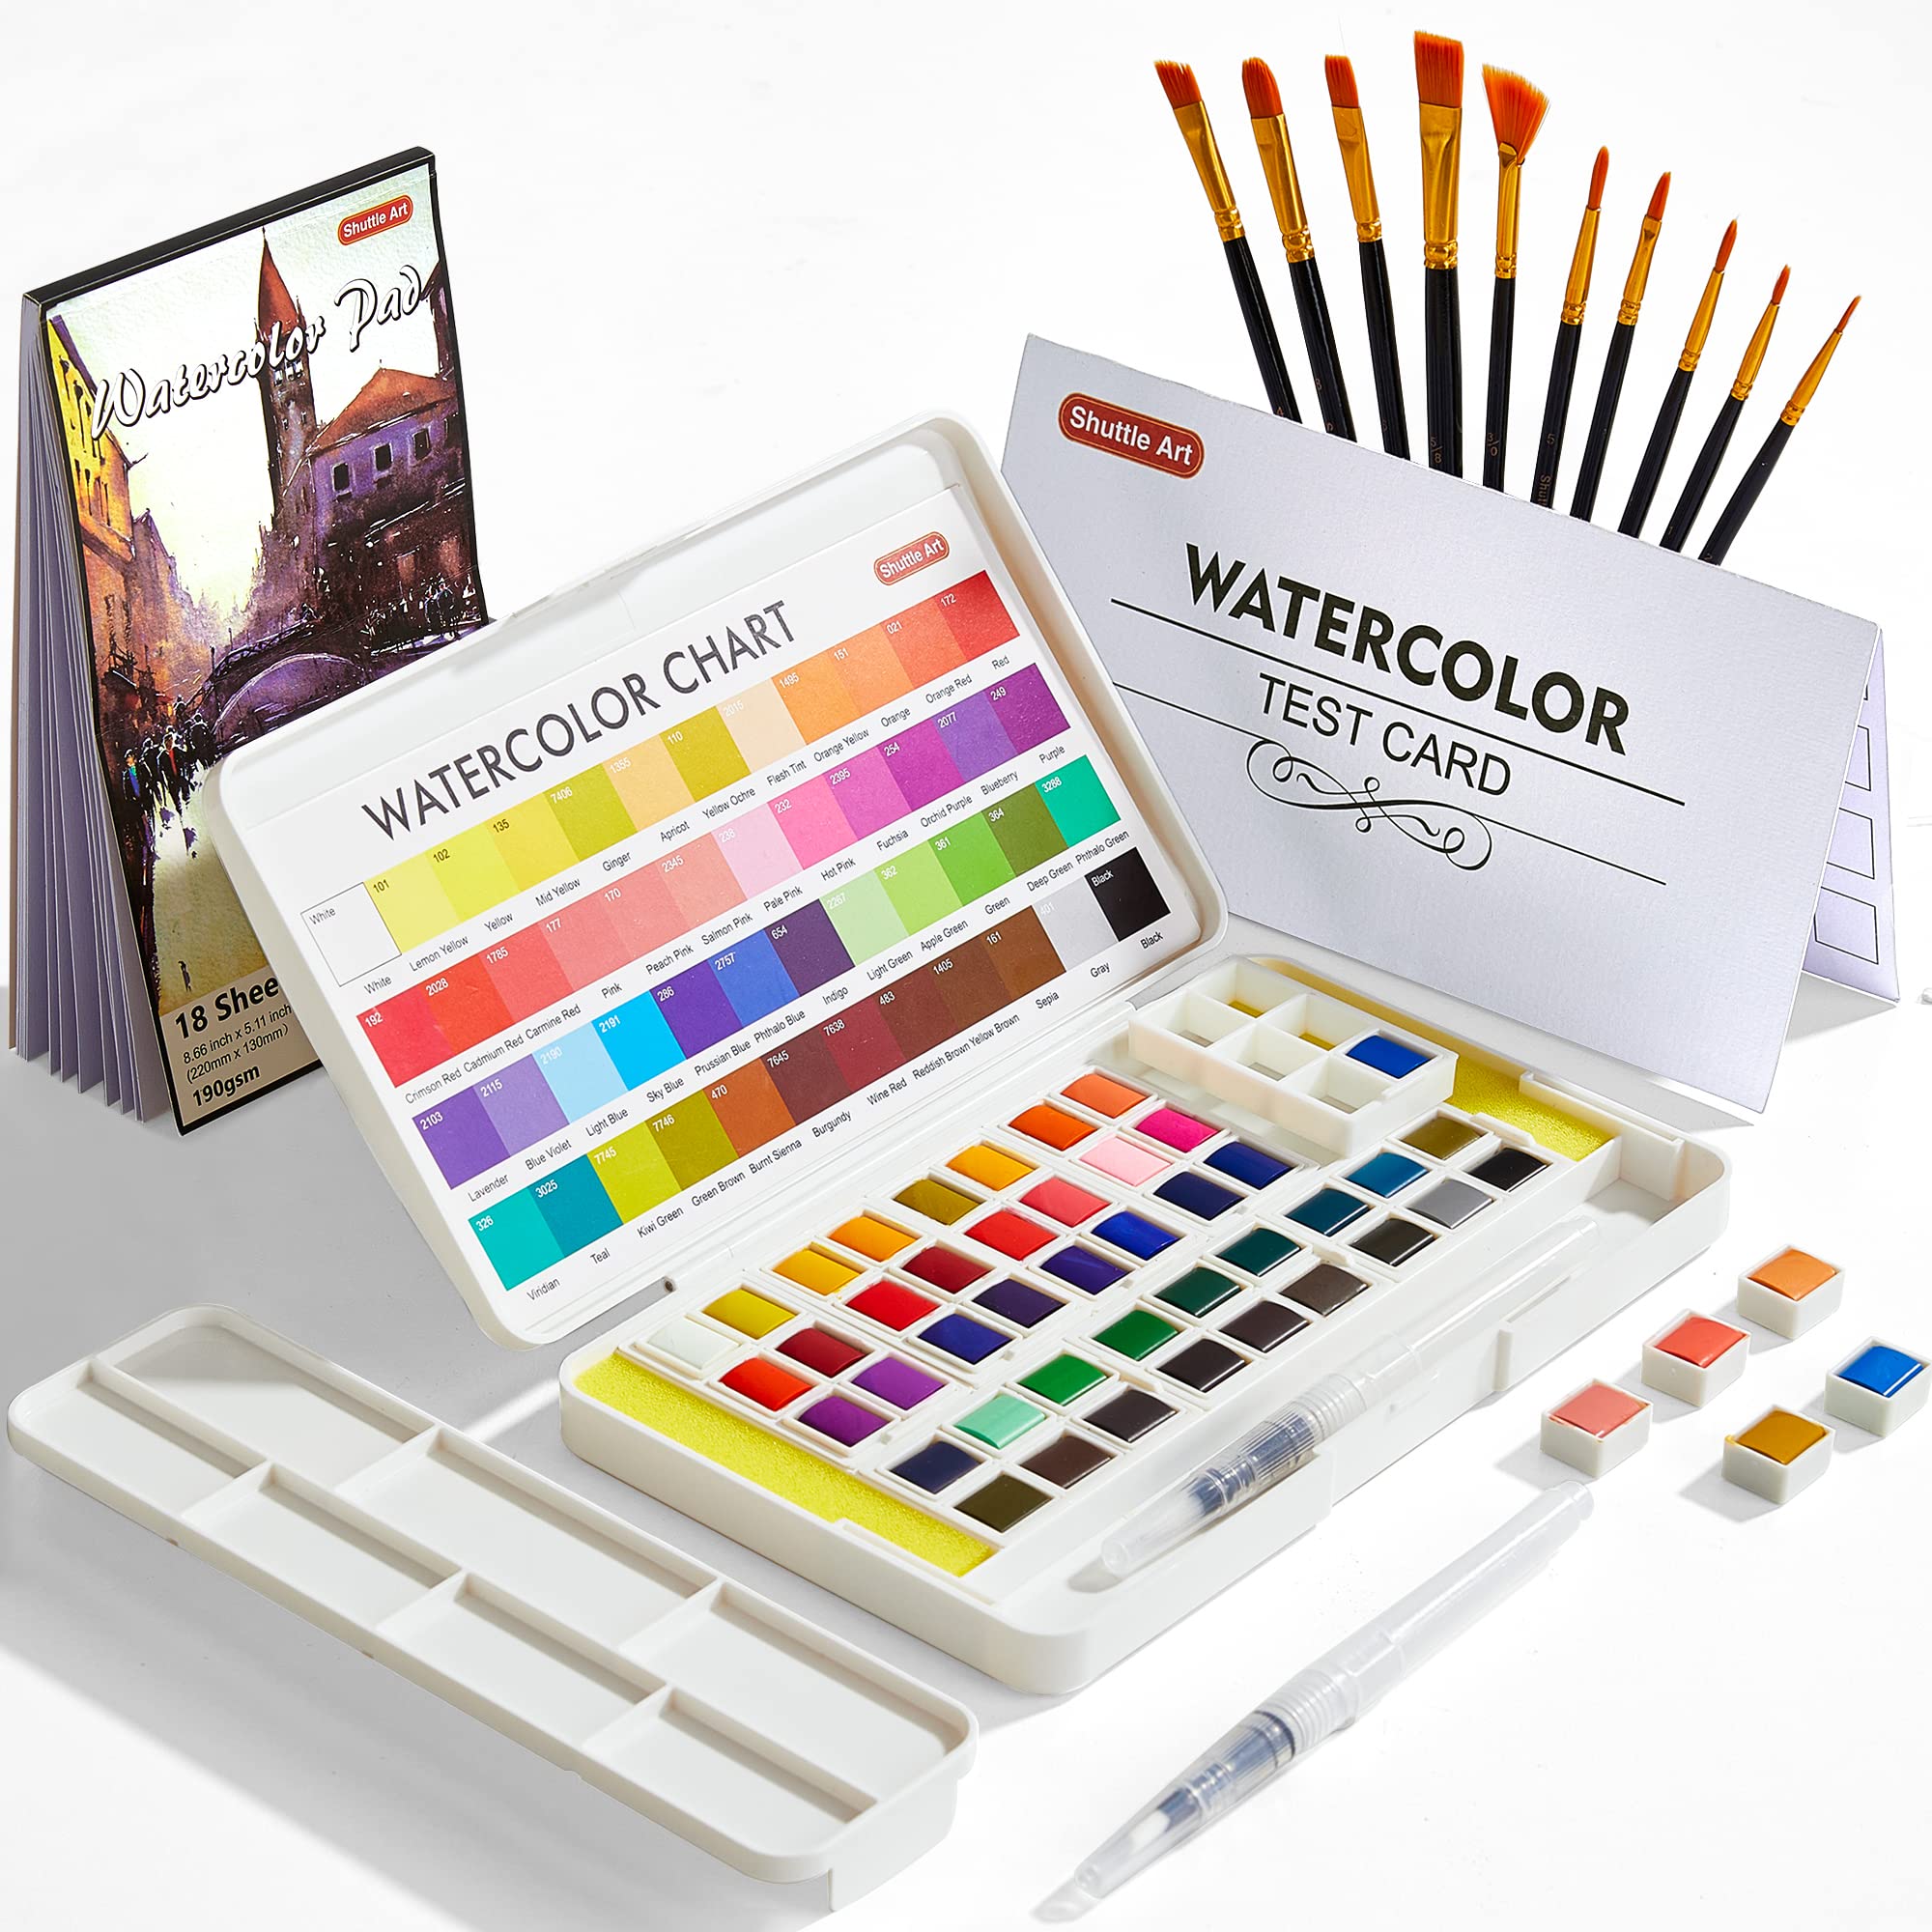 Shuttle Art
Watercolor Pad
18 Shee
8.66 inch x 5.11 inch
(220mm x 130mm)
190gsm
Shuttle Art
WATERCOLOR CHART
White 101 102 135 7406 1355 110 2015 1495 151 021 172
White Lemon Yellow Yellow Mid Yellow Ginger Apricot Yellow Ochre Flesh Tint Orange Yellow Orange Orange Red Red
192 2028 1785 177 170 2345 238 232 2395 254 2077 249
Crimson Red Cadmium Red Carmine Red Pink Peach Pink Salmon Pink Pale Pink Hot Pink Fuchsia Orchid Purple Blueberry Purple
2103 2115 2190 2191 286 2757 654 2267 362 361 364 3288
Lavender Blue Violet Light Blue Sky Blue Prussian Blue Phthalo Blue Indigo Light Green Apple Green Green Deep Green Phthalo Green
326 3025 7745 7746 470 7645 7638 483 1405 161 401 Black
Viridian Teal Kiwi Green Green Brown Burnt Sienna Burgundy Wine Red Reddish Brown Yellow Brown Sepia Gray Black
Shuttle Art
WATERCOLOR
TEST CARD
5/8
3/0
5